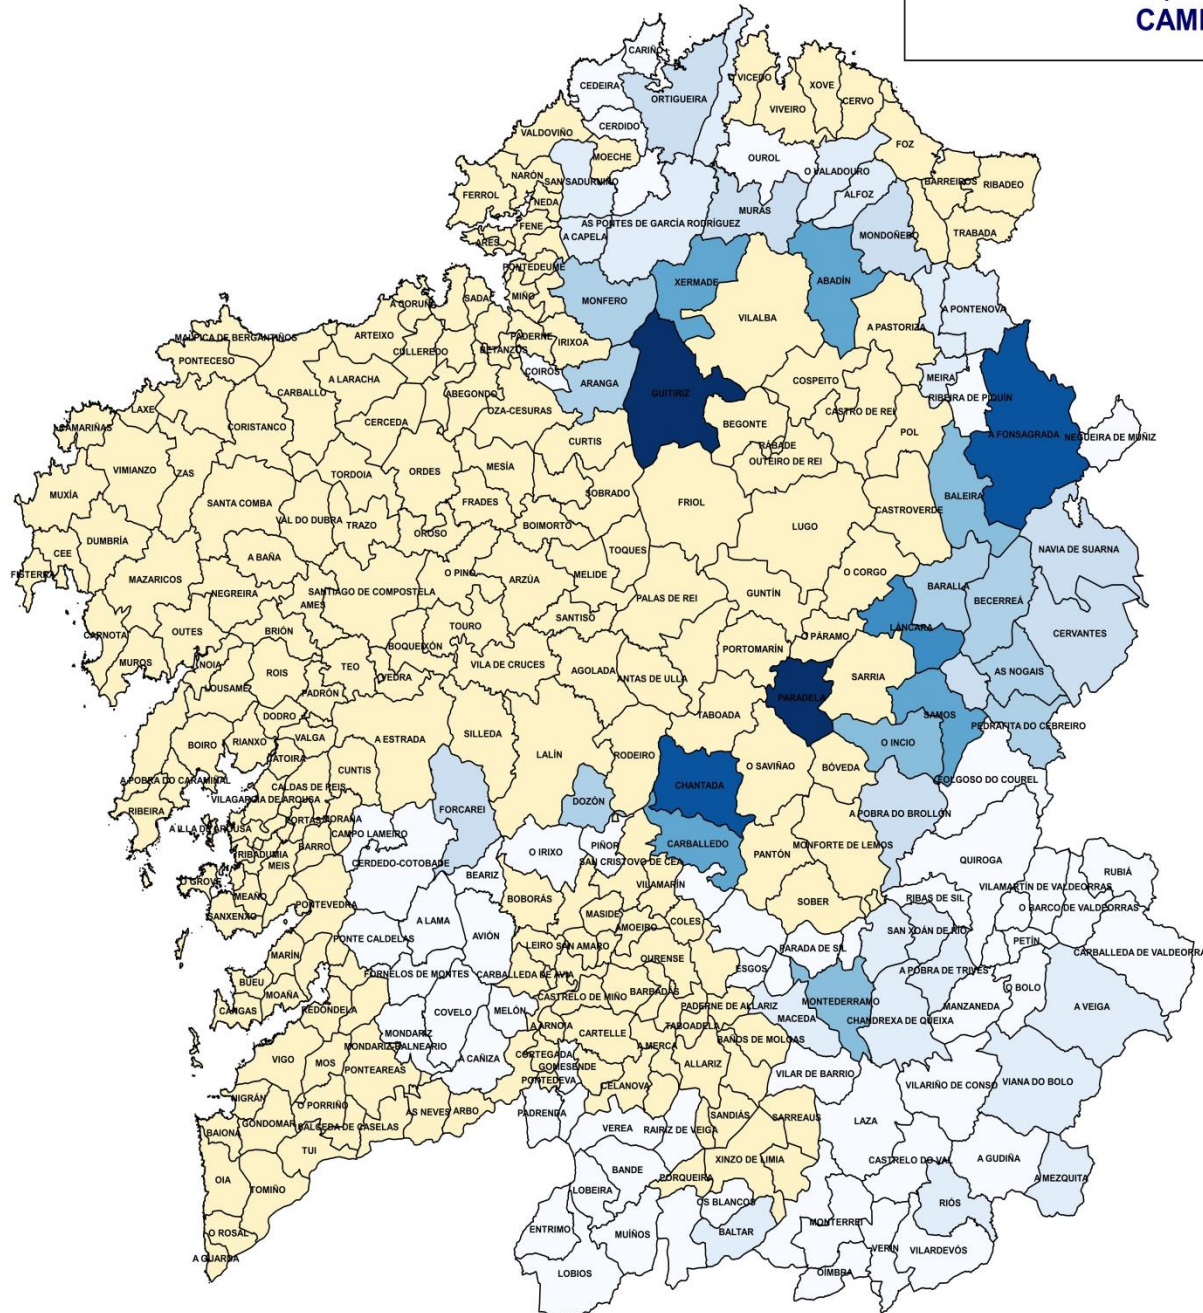 CAMI
CARIÑO
CEDEIRA
ORTIGUEIRA
VICEDO
XOVE
VIVEIRO
CERVO
CERDIDO
VALDOVIÑO
MOECHE
OUROL
FOZ
NARÓN
SAN SADURNIÑO
O VALADOURO
BARREIROS
RIBADEO
FERROL
NEDA
ALFOZ
FENE
AS PONTES DE GARCÍA RODRÍGUEZ
MURAS
MONDOÑEDO
TRABADA
ARES
A CAPELA
PONTEDEUME
XERMADE
ABADÍN
MIÑO
MONFERO
A PONTENOVA
SADA
A CORUÑA
VILALBA
A PASTORIZA
MALPICA DE BERGANTIÑOS
ARTEIXO
PADERNE
IRIXOA
CULLEREDO
BETANZOS
PONTECESO
COIRÓS
A LARACHA
ARANGA
COSPEITO
MEIRA
CARBALLO
ABEGONDO
GUITIRIZ
RIBEIRA DE PIQUÍN
LAXE
OZA-CESURAS
CASTRO DE REI
CAMARIÑAS
CORISTANCO
CERCEDA
BEGONTE
POL
A FONSAGRADA
NEGUEIRA DE MUÑIZ
CURTIS
RÁBADE
OUTEIRO DE REI
VIMIANZO
ZAS
TORDOIA
ORDES
MESÍA
MUXÍA
SANTA COMBA
SOBRADO
FRIOL
BALEIRA
FRADES
CASTROVERDE
VAL DO DUBRA
TRAZO
BOIMORTO
LUGO
DUMBRÍA
OROSO
CEE
A BAÑA
TOQUES
NAVIA DE SUARNA
FISTERRA
MAZARICOS
O PINO
ARZÚA
MELIDE
O CORGO
BARALLA
NEGREIRA
SANTIAGO DE COMPOSTELA
PALAS DE REI
GUNTÍN
BECERREÁ
AMES
SANTISO
LÁNCARA
OUTES
BRIÓN
TOURO
CERVANTES
CARNOTA
O PÁRAMO
MUROS
BOQUEIXÓN
PORTOMARÍN
NOIA
ROIS
TEO
VILA DE CRUCES
AGOLADA
AS NOGAIS
LOUSAME
VEDRA
ANTAS DE ULLA
SARRIA
PADRÓN
PARADELA
DODRO
TABOADA
SAMOS
PEDRAFITA DO CEBREIRO
BOIRO
RIANXO
VALGA
A ESTRADA
SILLEDA
O INCIO
CATOIRA
LALÍN
RODEIRO
O SAVIÑAO
BÓVEDA
A POBRA DO CARAMIÑAL
CUNTIS
FOLGOSO DO COUREL
CALDAS DE REIS
CHANTADA
VILAGARCÍA DE AROUSA
RIBEIRA
FORCAREI
DOZÓN
A POBRA DO BROLLÓN
PORTAS
MORAÑA
A ILLA DE AROUSA
CAMPO LAMEIRO
CARBALLEDO
MONFORTE DE LEMOS
RIBADUMIA
BARRO
PIÑOR
PANTÓN
MEIS
CERDEDO-COTOBADE
O IRIXO
SAN CRISTOVO DE CEA
QUIROGA
O GROVE
BEARIZ
RUBIÁ
VILAMARÍN
VILAMARTÍN DE VALDEORRAS
MEAÑO
BOBORÁS
SOBER
RIBAS DE SIL
SANXENXO
PONTEVEDRA
O BARCO DE VALDEORRAS
A LAMA
MASIDE
COLES
AMOEIRO
SAN XOÁN DE RÍO
PONTE CALDELAS
AVIÓN
LEIRO
SAN AMARO
PARADA DE SIL
PETÍN
MARÍN
OURENSE
CARBALLEDA DE VALDEORRA
ESGOS
A POBRA DE TRIVES
BUEU
FORNELOS DE MONTES
CARBALLEDA DE AVIA
O BOLO
MOAÑA
BARBADÁS
CANGAS
REDONDELA
CASTRELO DE MIÑO
PADERNE DE ALLARIZ
MONTEDERRAMO
MANZANEDA
A VEIGA
COVELO
MELÓN
MACEDA
CHANDREXA DE QUEIXA
MONDARIZ
A ARNOIA
TABOADELA
VIGO
MOS
MONDARIZ-BALNEARIO
CARTELLE
BAÑOS DE MOLGAS
A CAÑIZA
A MERCA
CORTEGADA
PONTEAREAS
GOMESENDE
ALLARIZ
PONTEDEVA
VILAR DE BARRIO
CELANOVA
VILARIÑO DE CONSO
VIANA DO BOLO
NIGRÁN
O PORRIÑO
AS NEVES
ARBO
PADRENDA
SANDIÁS
SARREAUS
GONDOMAR
SALCEDA DE CASELAS
LAZA
BAIONA
VEREA
RAIRIZ DE VEIGA
TUI
XINZO DE LIMIA
CASTRELO DO VAL
A GUDIÑA
BANDE
OIA
PORQUEIRA
A MEZQUITA
TOMIÑO
LOBEIRA
OS BLANCOS
RIÓS
O ROSAL
ENTRIMO
MUÍÑOS
BALTAR
MONTERREI
A GUARDA
VERÍN
VILARDEVÓS
LOBIOS
OÍMBRA